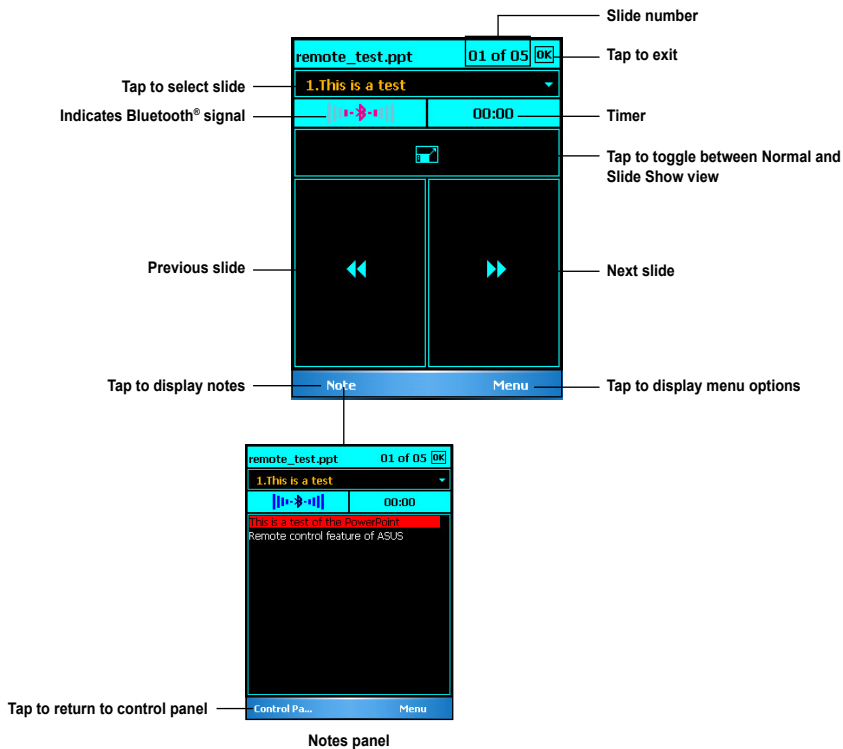 Slide number
remote_test.ppt
01 of 05
OK
Tap to exit
Tap to select slide
1.This is a test
Indicates Bluetooth® signal
00:00
Timer
Tap to toggle between Normal and
Slide Show view
Previous slide
Next slide
Tap to display notes
Note
Menu
Tap to display menu options
remote_test.ppt
01 of 05
OK
1.This is a test
00:00
This is a test of the PowerPoint
Remote control feature of ASUS
Tap to return to control panel
Control Pa...
Menu
Notes panel